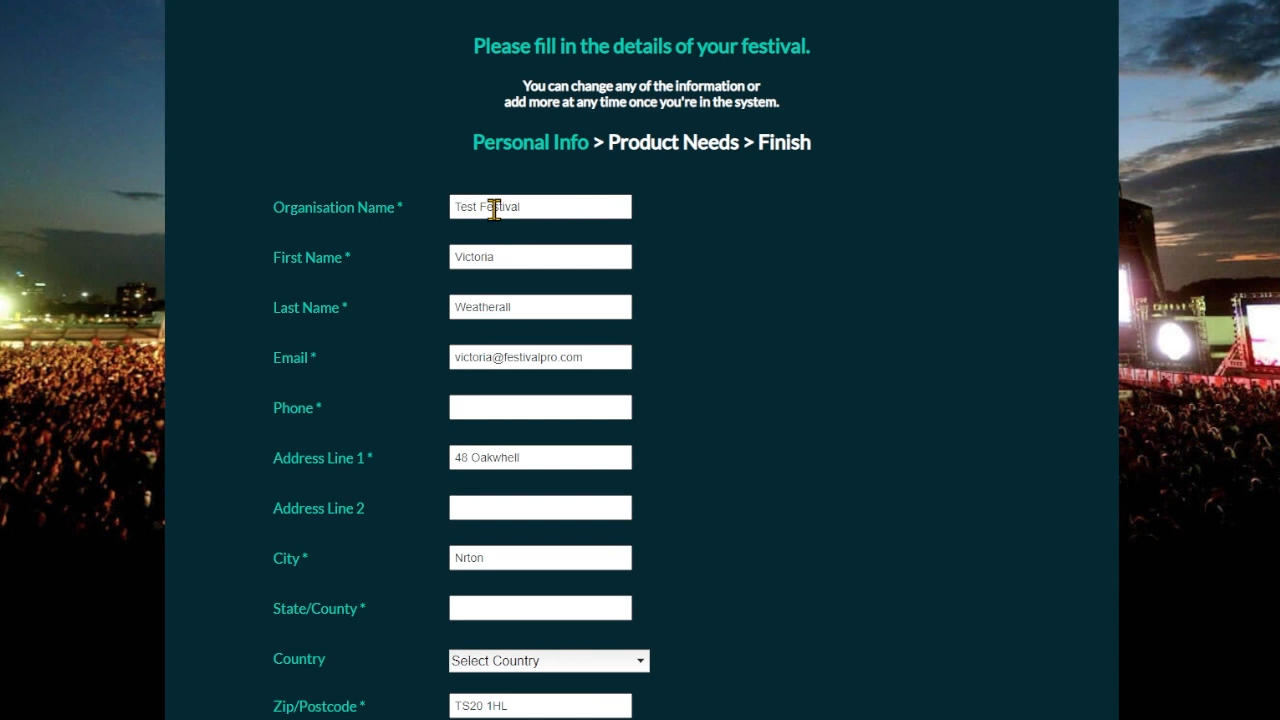 Please fill in the details of your festival.
You can change any of the information or
add more at any time once you're in the system.
Personal Info > Product Needs > Finish
Organisation Name * Test Festival
First Name * Victoria
Last Name * Weatherall
Email * victoria@festivalpro.com
Phone *
Address Line 1 * 48 Oakwhell
Address Line 2
City * Nrton
State/County *
Country Select Country
Zip/Postcode * TS20 1HL